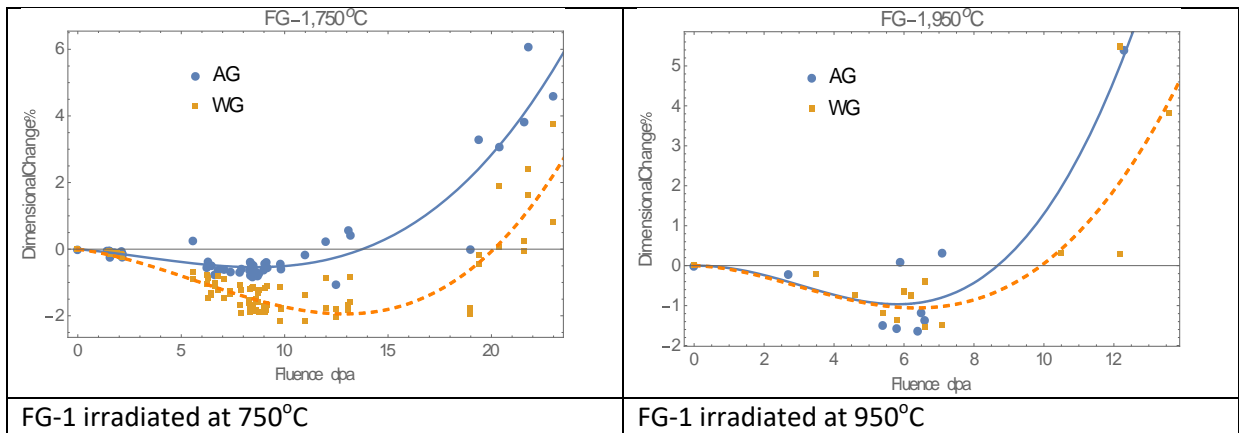 FG-1,750°C
6
4
2
0
-2
0
5
10
15
20
AG
WG
DimensionalChange%
Fluence dpa
FG-1,950°C
5
4
3
2
1
0
-1
-2
0
2
4
6
8
10
12
AG
WG
DimensionalChange%
Fluence dpa
FG-1 irradiated at 750°C
FG-1 irradiated at 950°C